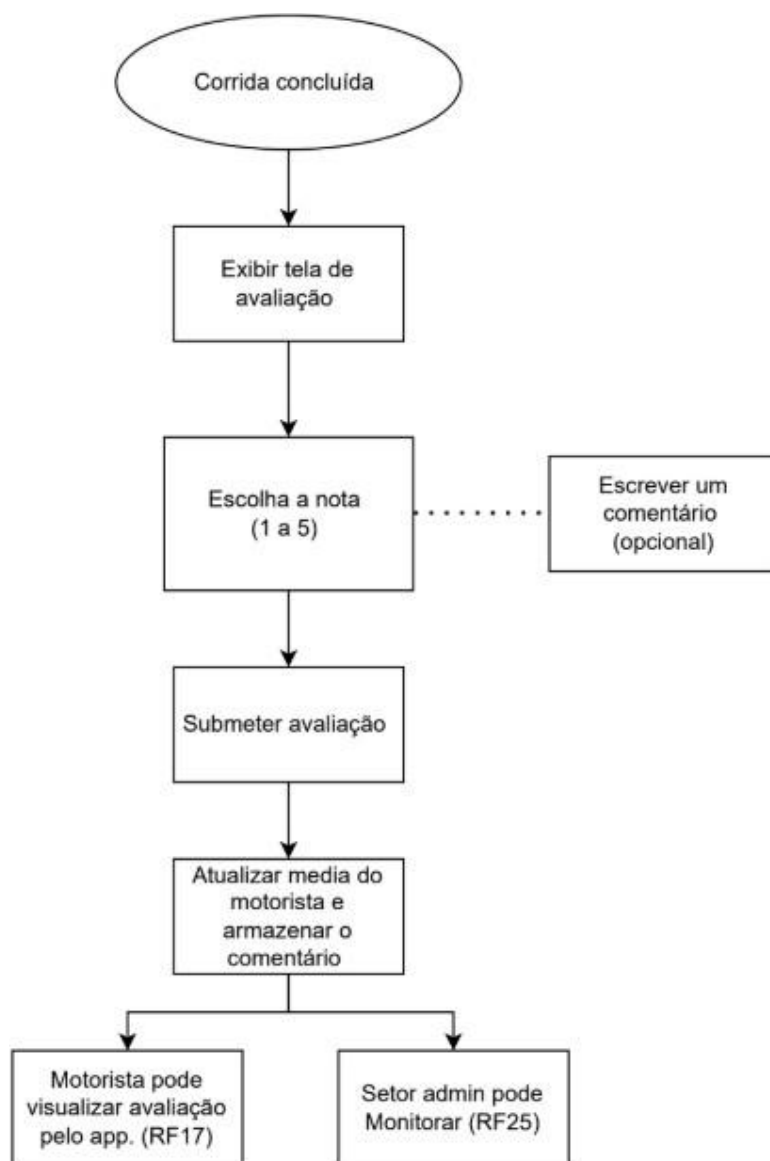 Corrida concluída
Exibir tela de
avaliação
Escolha a nota
(1 a 5)
Escrever um
comentário
(opcional)
Submeter avaliação
Atualizar media do
motorista e
armazenar o
comentário
Motorista pode
visualizar avaliação
pelo app. (RF17)
Setor admin pode
Monitorar (RF25)